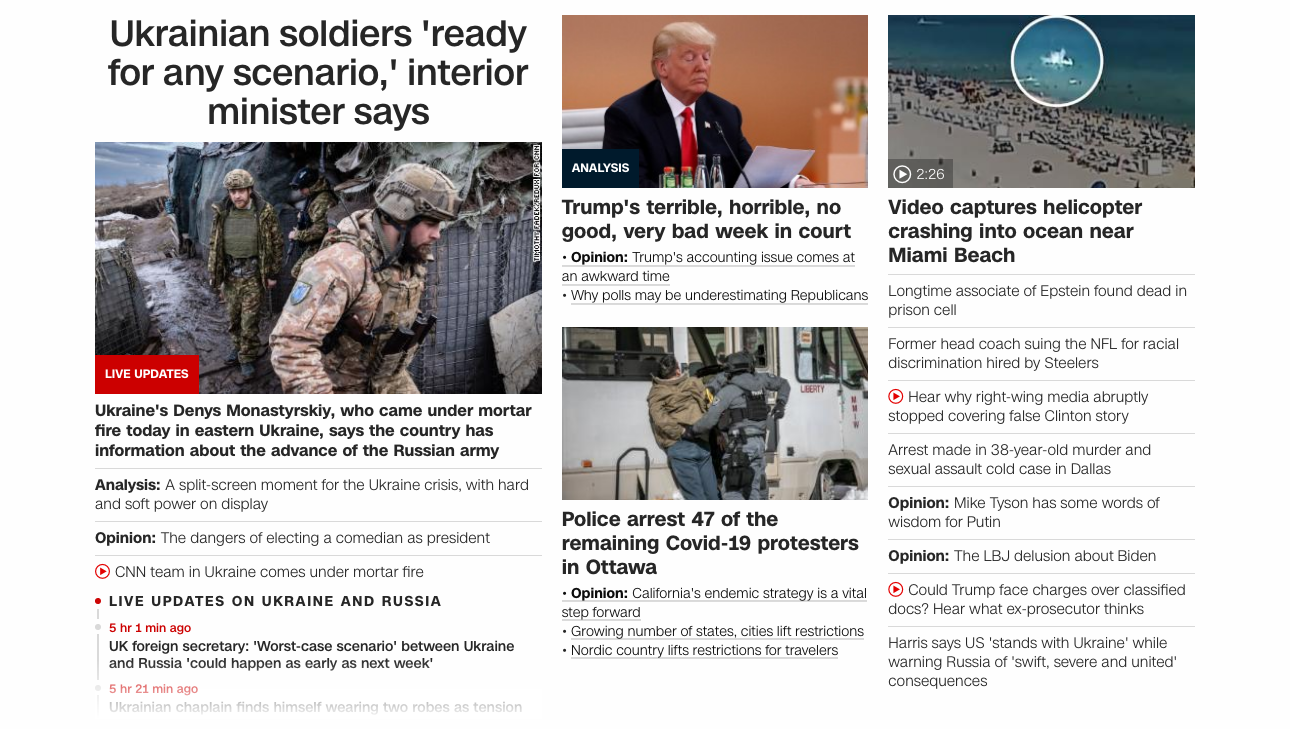 Ukrainian soldiers 'ready
for any scenario,' interior
minister says
TIMOTHY FADEK/REDUX FOR CNN
LIVE UPDATES
Ukraine's Denys Monastyrskiy, who came under mortar
fire today in eastern Ukraine, says the country has
information about the advance of the Russian army
Analysis: A split-screen moment for the Ukraine crisis, with hard
and soft power on display
Opinion: The dangers of electing a comedian as president
CNN team in Ukraine comes under mortar fire
LIVE UPDATES ON UKRAINE AND RUSSIA
5 hr 1 min ago
UK foreign secretary: 'Worst-case scenario' between Ukraine
and Russia 'could happen as early as next week'
5 hr 21 min ago
Ukrainian chaplain finds himself wearing two robes as tension
ANALYSIS
Trump's terrible, horrible, no
good, very bad week in court
• Opinion: Trump's accounting issue comes at
an awkward time
• Why polls may be underestimating Republicans
LIBERTY
Police arrest 47 of the
remaining Covid-19 protesters
in Ottawa
• Opinion: California's endemic strategy is a vital
step forward
• Growing number of states, cities lift restrictions
• Nordic country lifts restrictions for travelers
2:26
Video captures helicopter
crashing into ocean near
Miami Beach
Longtime associate of Epstein found dead in
prison cell
Former head coach suing the NFL for racial
discrimination hired by Steelers
Hear why right-wing media abruptly
stopped covering false Clinton story
Arrest made in 38-year-old murder and
sexual assault cold case in Dallas
Opinion: Mike Tyson has some words of
wisdom for Putin
Opinion: The LBJ delusion about Biden
Could Trump face charges over classified
docs? Hear what ex-prosecutor thinks
Harris says US 'stands with Ukraine' while
warning Russia of 'swift, severe and united'
consequences